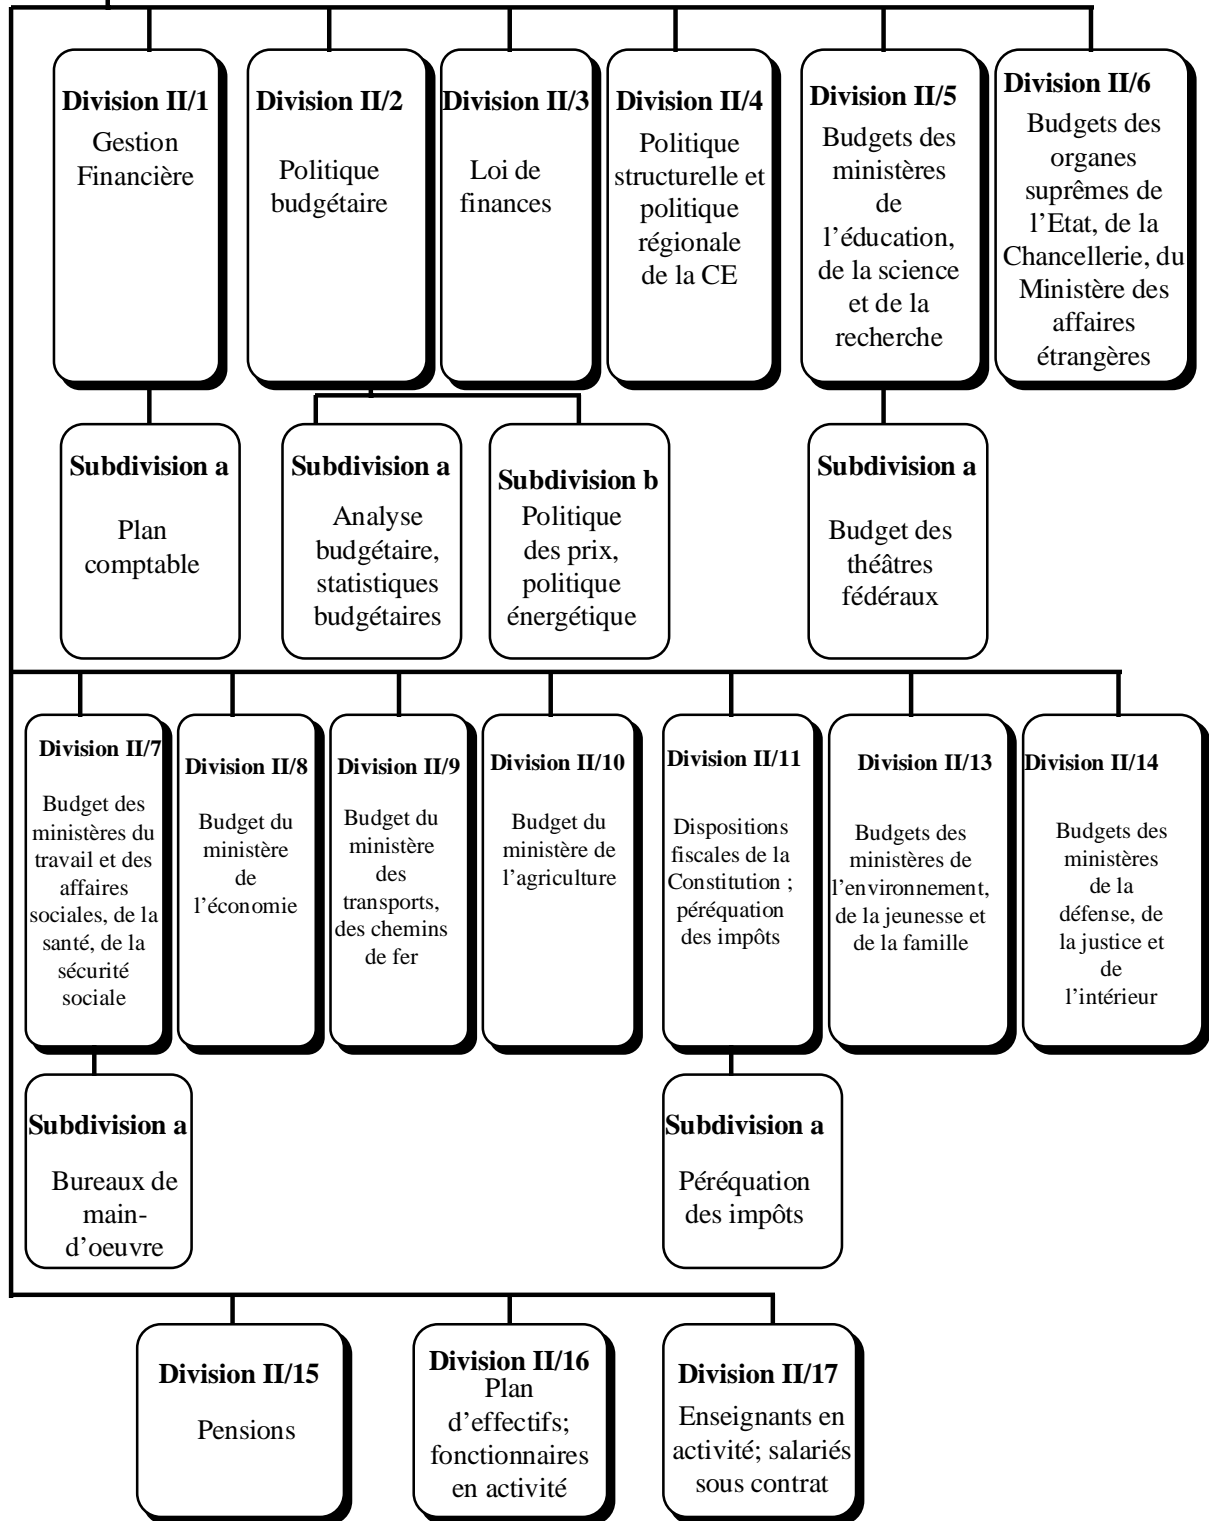 Division II/1
Gestion
Financière
Division II/2
Politique
budgétaire
Division II/3
Loi de
finances
Division II/4
Politique
structurelle et
politique
régionale
de la CE
Division II/5
Budgets des
ministères
de
l’éducation,
de la science
et de la
recherche
Division II/6
Budgets des
organes
suprêmes de
l’Etat, de la
Chancellerie, du
Ministère des
affaires
étrangères
Subdivision a
Plan
comptable
Subdivision a
Analyse
budgétaire,
statistiques
budgétaires
Subdivision b
Politique
des prix,
politique
énergétique
Subdivision a
Budget des
théâtres
fédéraux
Division II/7
Budget des
ministères du
travail et des
affaires
sociales, de la
santé, de la
sécurité
sociale
Division II/8
Budget du
ministère
de
l’économie
Division II/9
Budget du
ministère
des
transports,
des chemins
de fer
Division II/10
Budget du
ministère de
l’agriculture
Division II/11
Dispositions
fiscales de la
Constitution ;
péréquation
des impôts
Division II/13
Budgets des
ministères de
l’environnement,
de la jeunesse et
de la famille
Division II/14
Budgets des
ministères
de la
défense, de
la justice et
de
l’intérieur
Subdivision a
Bureaux de
main-
d’oeuvre
Subdivision a
Péréquation
des impôts
Division II/15
Pensions
Division II/16
Plan
d’effectifs;
fonctionnaires
en activité
Division II/17
Enseignants en
activité; salariés
sous contrat